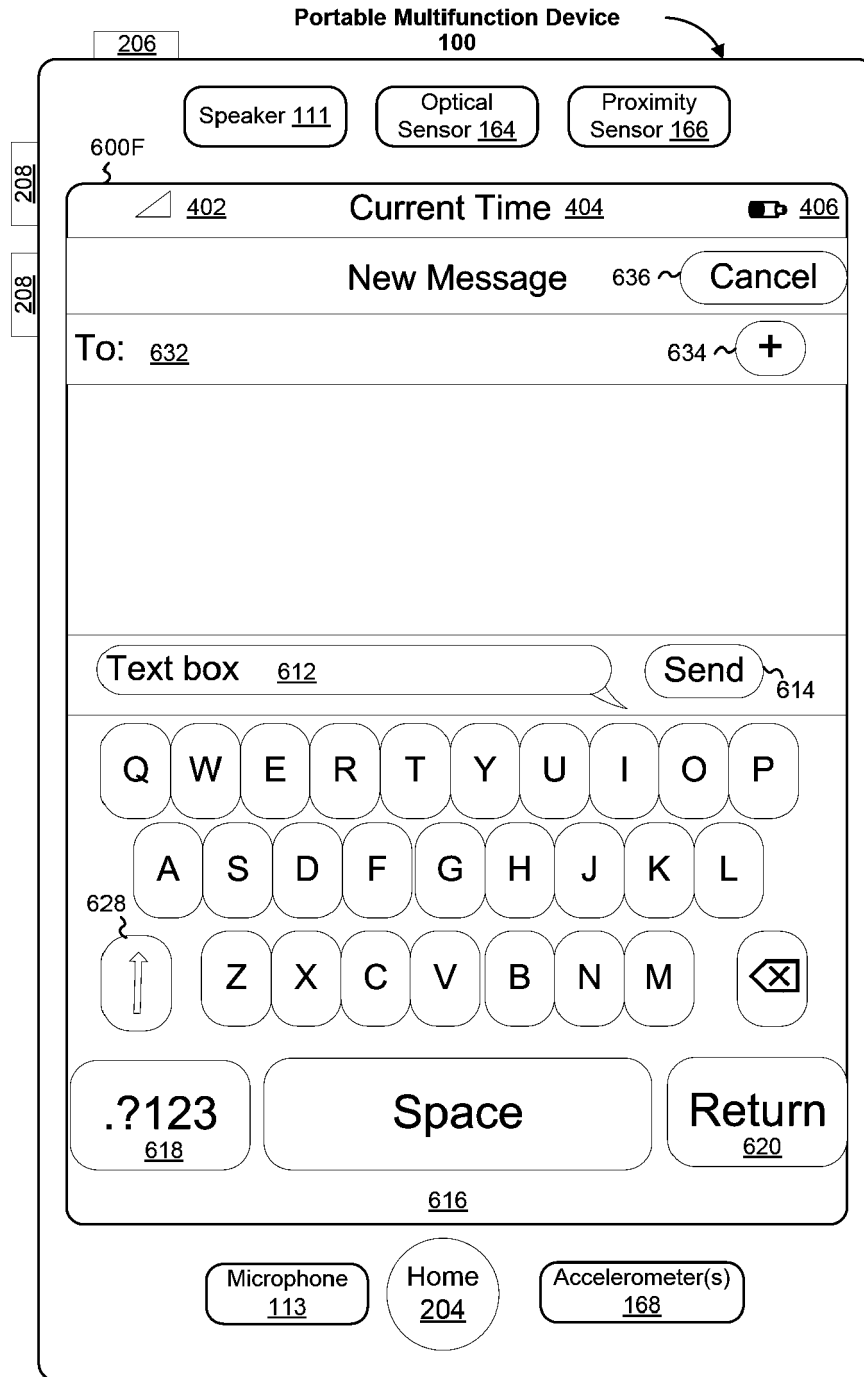 Portable Multifunction Device
100
206
Speaker 111
Optical
Sensor 164
Proximity
Sensor 166
600F
208
402
Current Time 404
406
208
New Message
636
Cancel
To: 632
634
+
Text box 612
Send
614
Q W E R T Y U I O P
A S D F G H J K L
628
Z X C V B N M
.?123
618
Space
Return
620
616
Microphone
113
Home
204
Accelerometer(s)
168